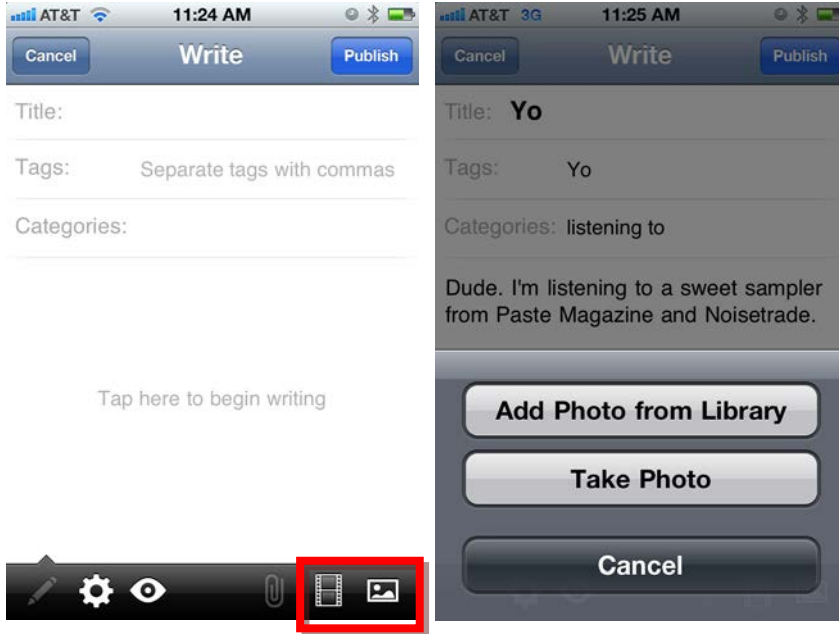 AT&T 11:24 AM
Cancel Write Publish
Title:
Tags: Separate tags with commas
Categories:
Tap here to begin writing
AT&T 3G 11:25 AM
Cancel Write Publish
Title: Yo
Tags: Yo
Categories: listening to
Dude. I'm listening to a sweet sampler
from Paste Magazine and Noisetrade.
Add Photo from Library
Take Photo
Cancel